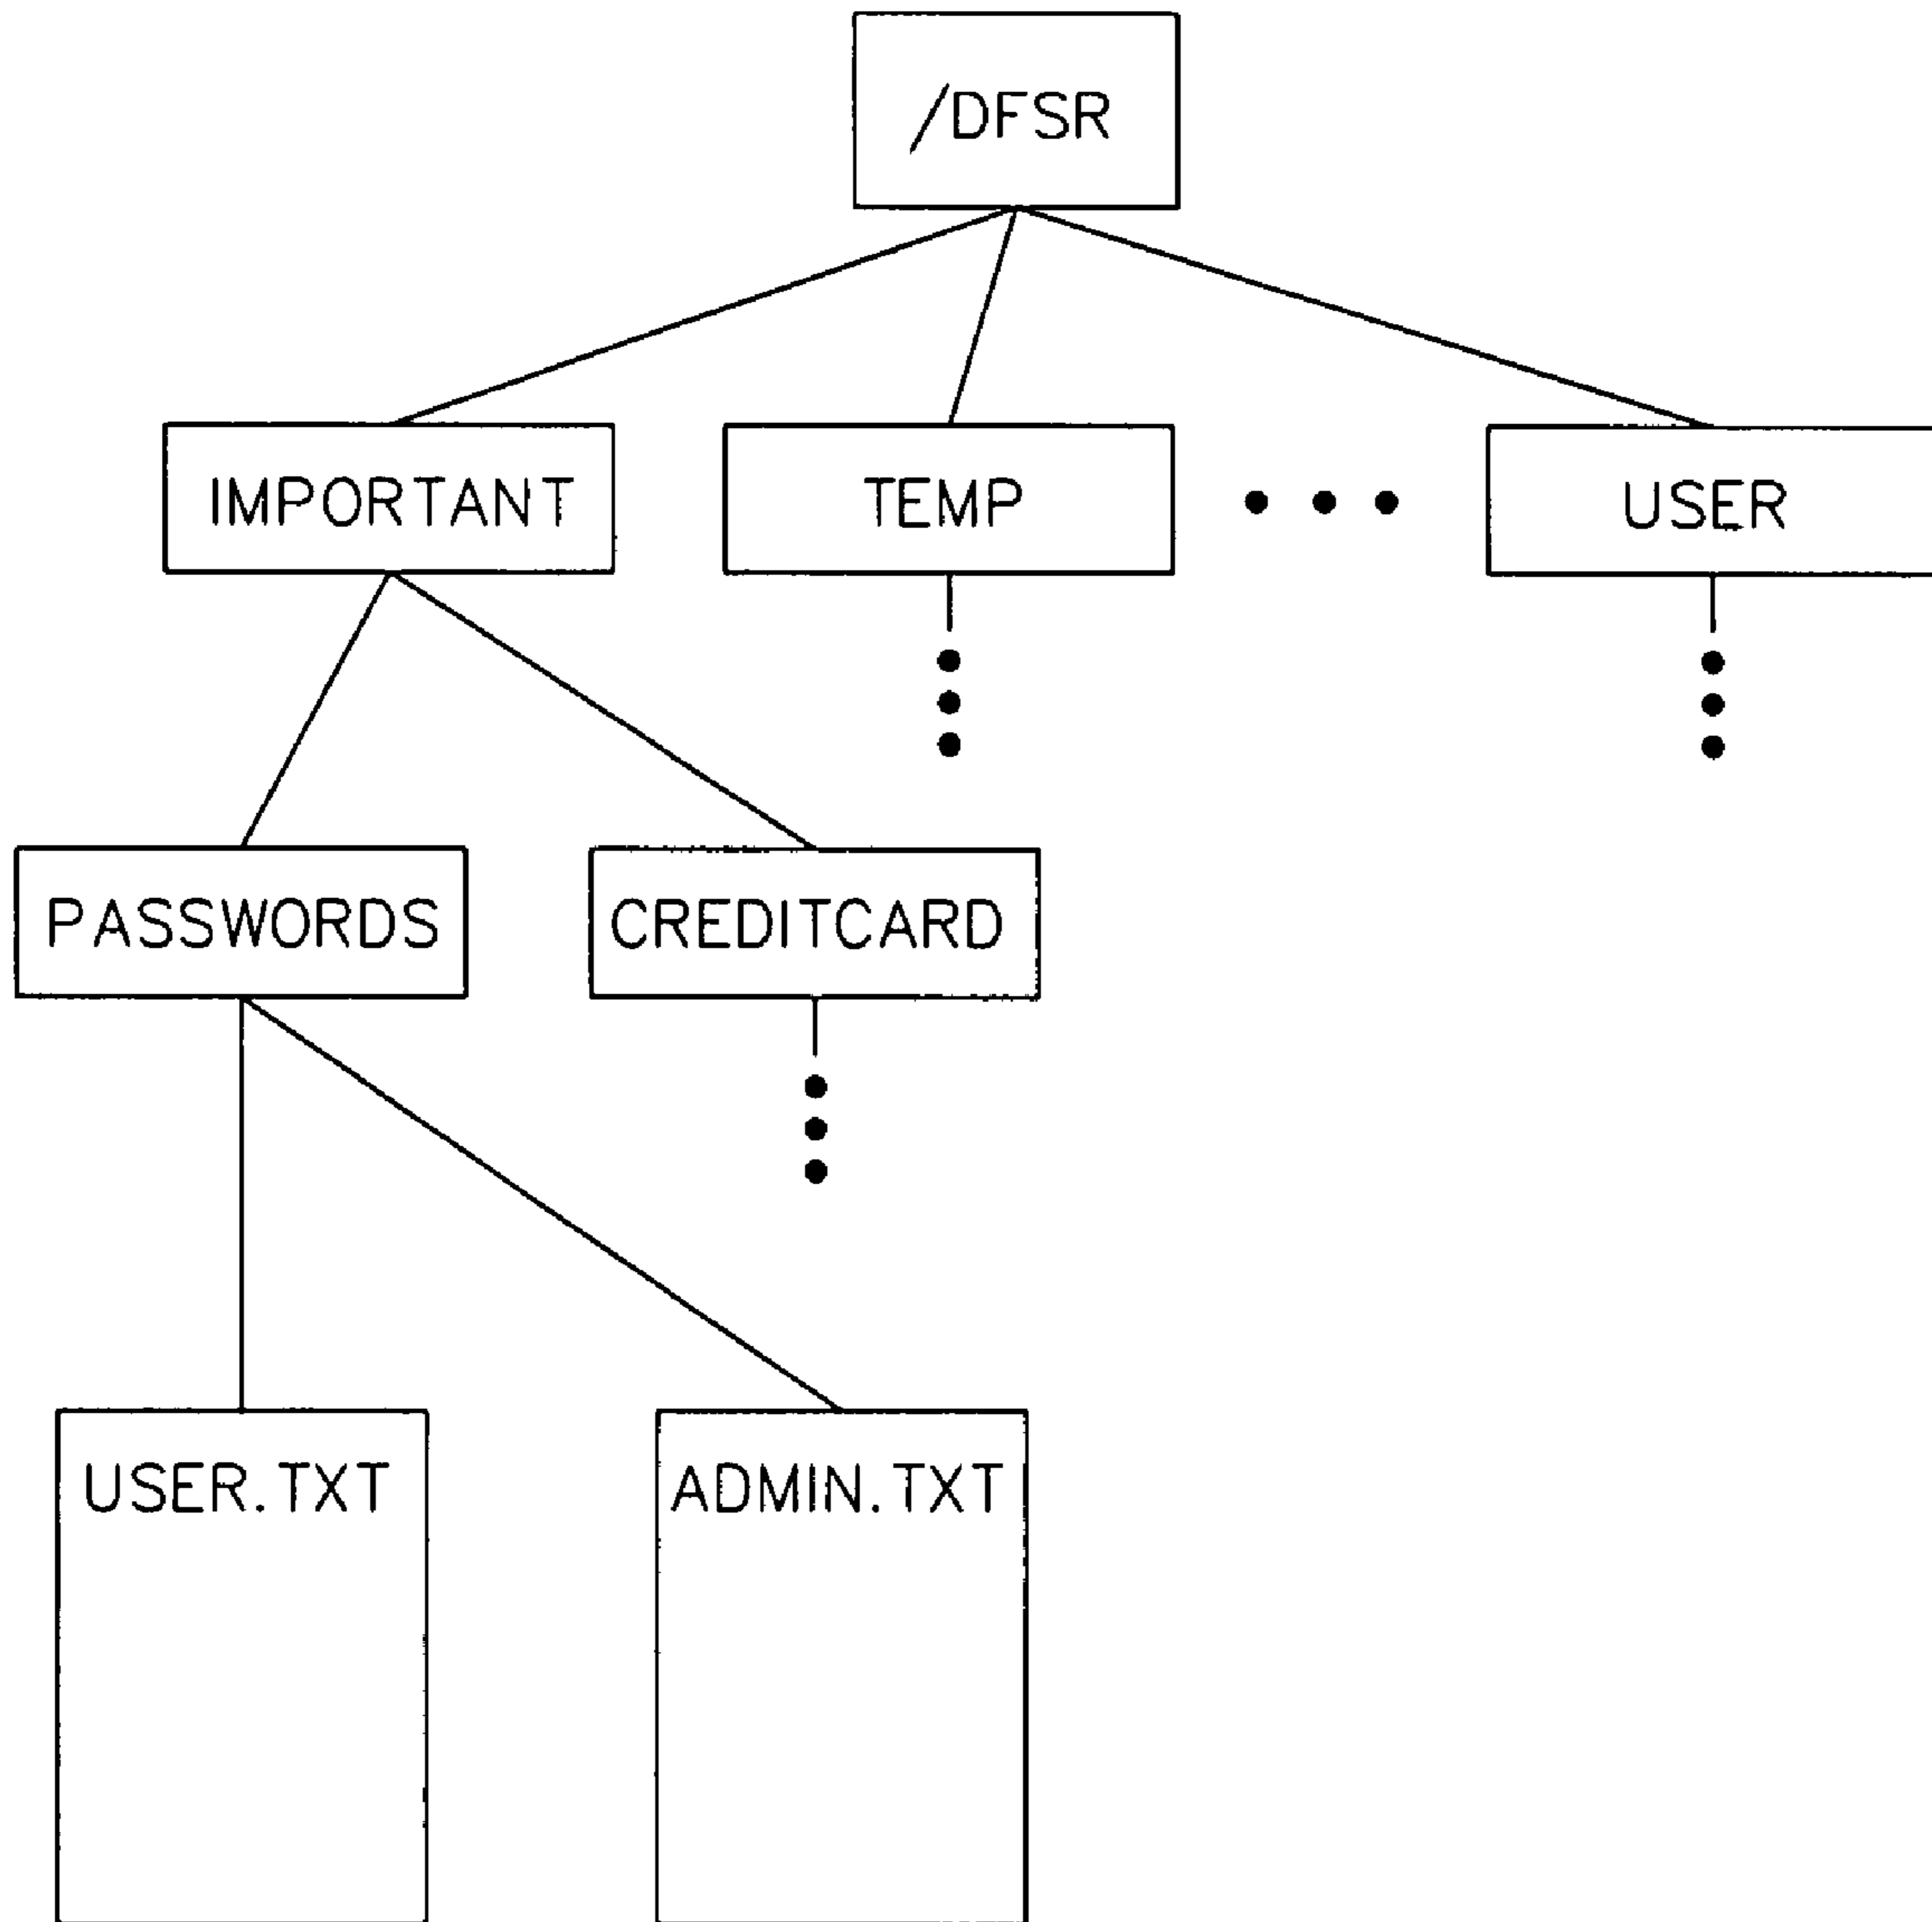 /DFSR
IMPORTANT
TEMP
USER
PASSWORDS
CREDITCARD
USER.TXT
ADMIN.TXT